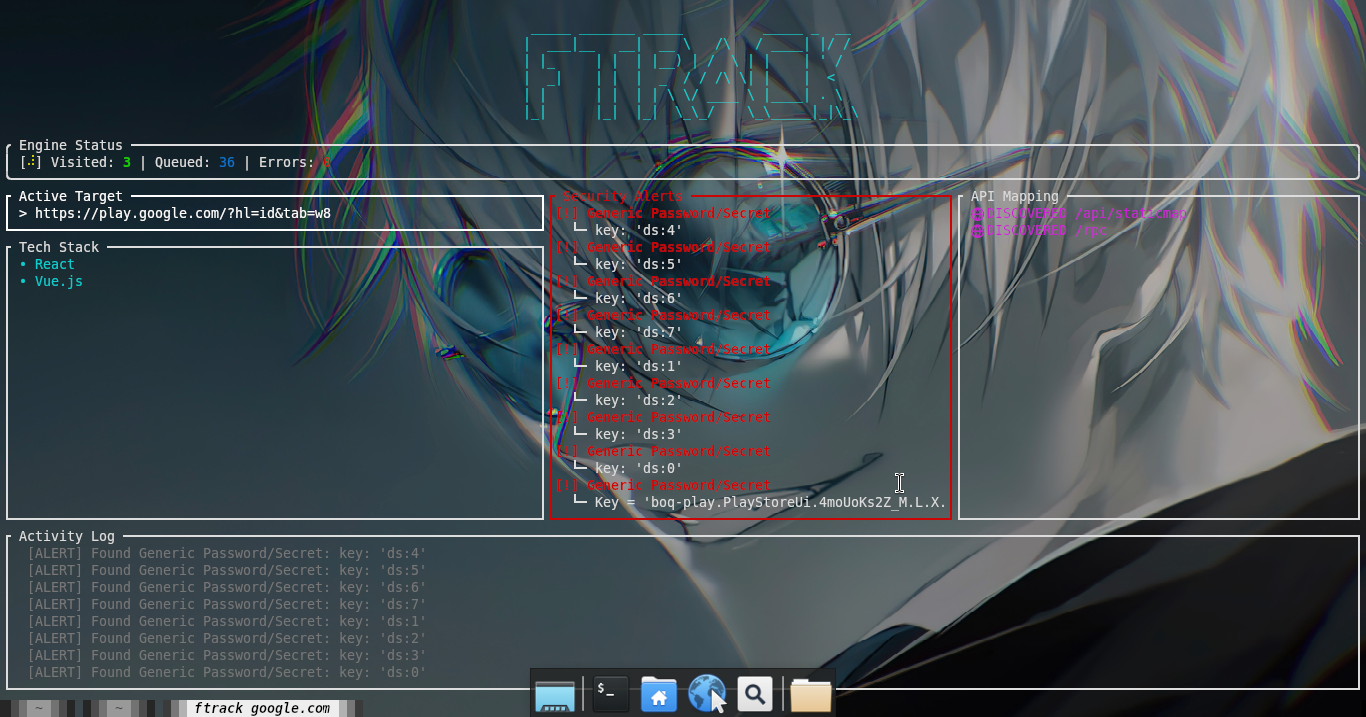 FTRACK
Engine Status
[⠼] Visited: 3 | Queued: 36 | Errors:
Active Target
> https://play.google.com/?hl=id&tab=w8
Tech Stack
• React
• Vue.js
Security Alerts
[!] Generic Password/Secret
└─ key: 'ds:4'
[!] Generic Password/Secret
└─ key: 'ds:5'
[!] Generic Password/Secret
└─ key: 'ds:6'
[!] Generic Password/Secret
└─ key: 'ds:7'
[!] Generic Password/Secret
└─ key: 'ds:1'
[!] Generic Password/Secret
└─ key: 'ds:2'
[!] Generic Password/Secret
└─ key: 'ds:3'
[!] Generic Password/Secret
└─ key: 'ds:0'
[!] Generic Password/Secret
└─ Key = 'boq-play.PlayStoreUi.4moUoKs2Z_M.L.X.
API Mapping
DISCOVERED /api/staticmap
DISCOVERED /rpc
Activity Log
[ALERT] Found Generic Password/Secret: key: 'ds:4'
[ALERT] Found Generic Password/Secret: key: 'ds:5'
[ALERT] Found Generic Password/Secret: key: 'ds:6'
[ALERT] Found Generic Password/Secret: key: 'ds:7'
[ALERT] Found Generic Password/Secret: key: 'ds:1'
[ALERT] Found Generic Password/Secret: key: 'ds:2'
[ALERT] Found Generic Password/Secret: key: 'ds:3'
[ALERT] Found Generic Password/Secret: key: 'ds:0'
~ ~ ftrack google.com